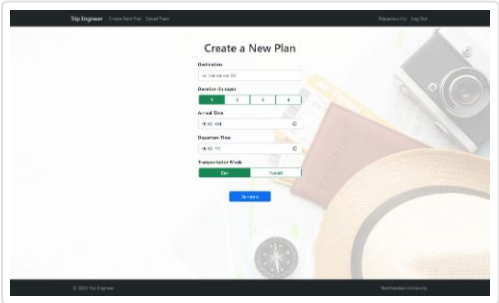 Trip Engineer Create New Plan Saved Plans Log Out
Create a New Plan
Destination
Duration (in days)
1 2 3 4
Arrival Time
Departure Time
Transportation Mode
Car Transit
© 2023 Trip Engineer Northeastern University